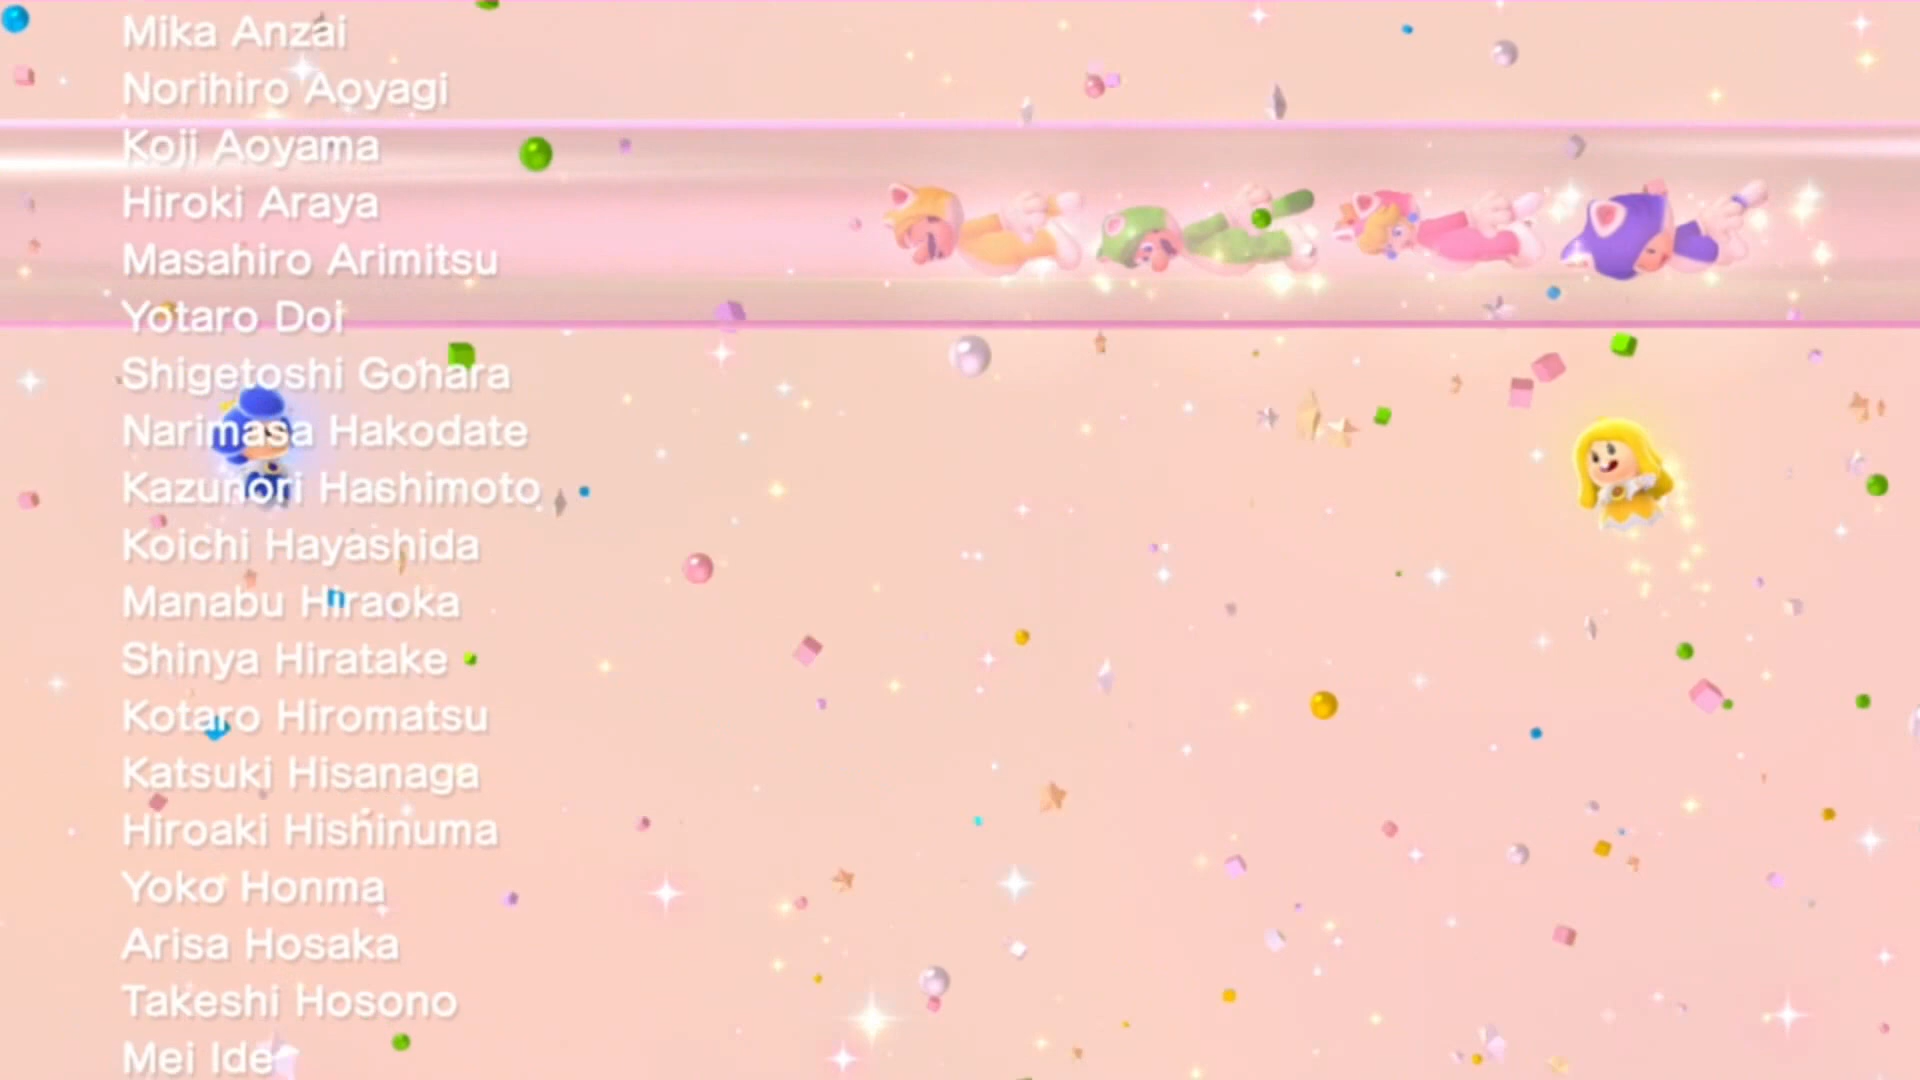 Mika Anzai
Norihiro Aoyagi
Koji Aoyama
Hiroki Araya
Masahiro Arimitsu
Yotaro Doi
Shigetoshi Gohara
Narimasa Hakodate
Kazunori Hashimoto
Koichi Hayashida
Manabu Hiraoka
Shinya Hiratake
Kotaro Hiromatsu
Katsuki Hisanaga
Hiroaki Hishinuma
Yoko Honma
Arisa Hosaka
Takeshi Hosono
Mei Ide